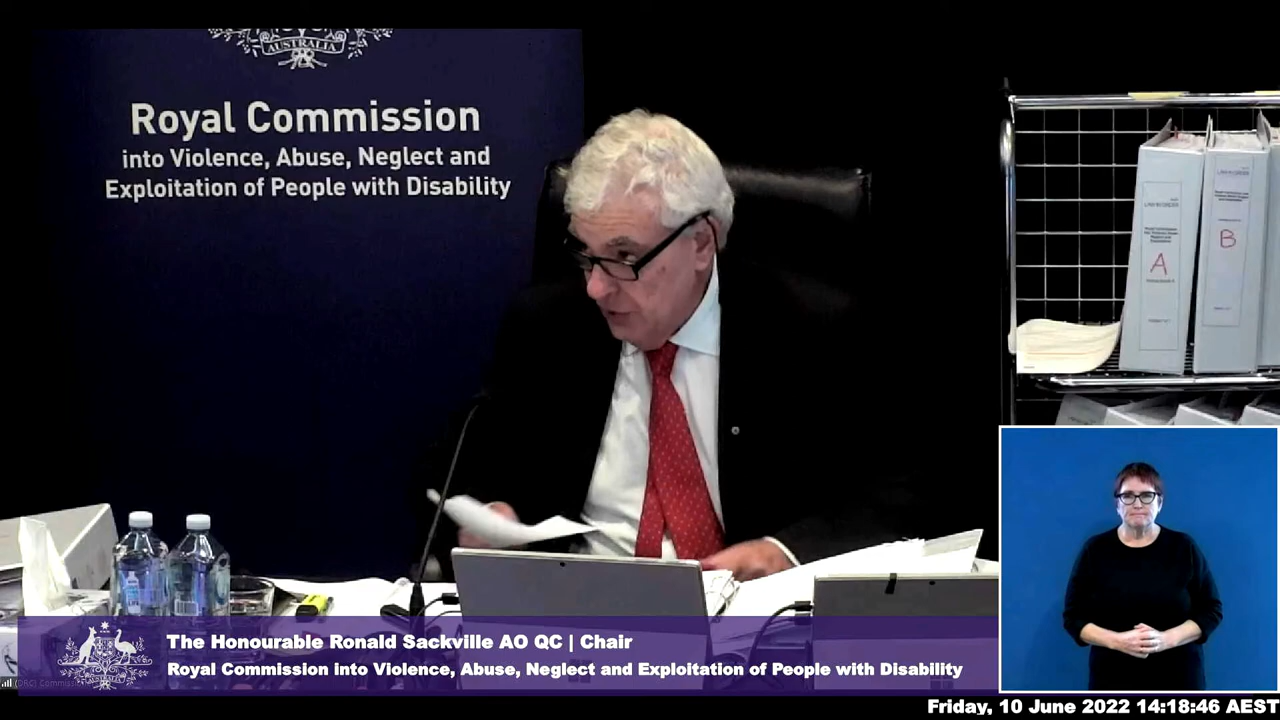 AUSTRALIA
Royal Commission
into Violence, Abuse, Neglect and
Exploitation of People with Disability
A
B
The Honourable Ronald Sackville AO QC | Chair
Royal Commission into Violence, Abuse, Neglect and Exploitation of People with Disability
(DRC) Commission
Friday, 10 June 2022 14:18:46 AEST